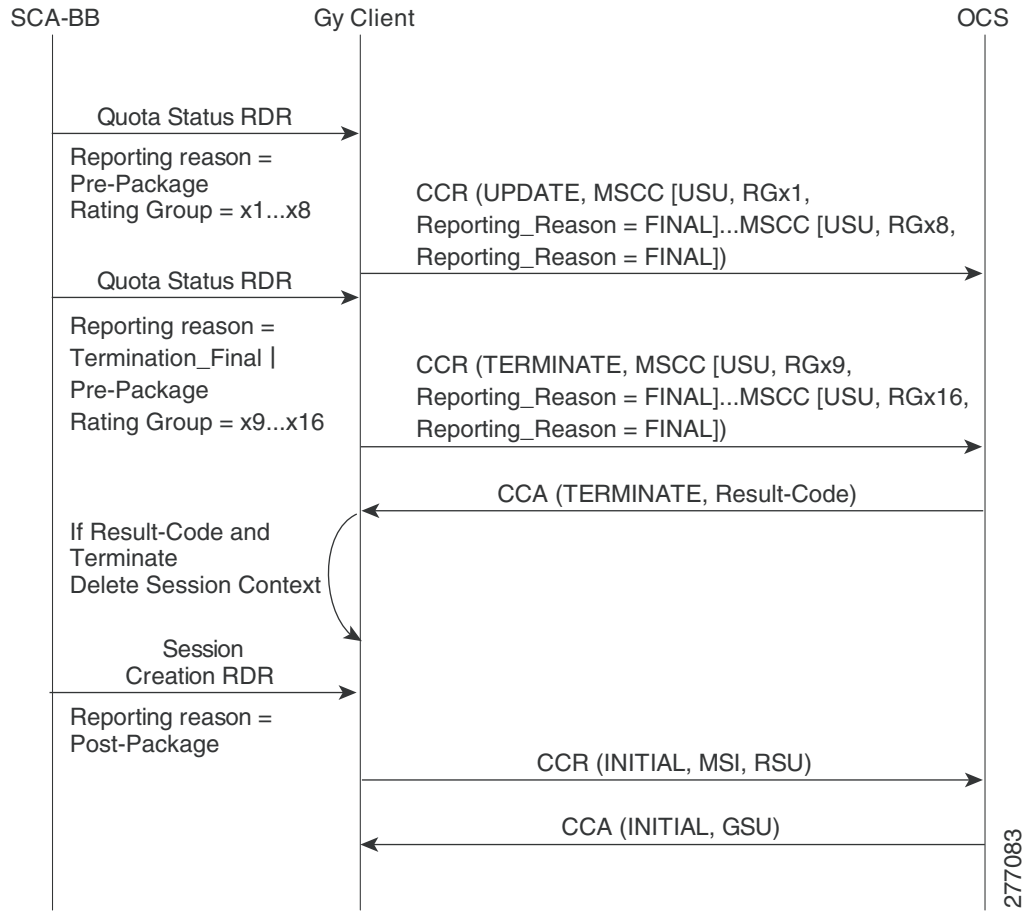 SCA-BB
Gy Client
OCS
Quota Status RDR
Reporting reason =
Pre-Package
Rating Group = x1...x8
CCR (UPDATE, MSCC [USU, RGx1,
Reporting_Reason = FINAL]...MSCC [USU, RGx8,
Reporting_Reason = FINAL])
Quota Status RDR
Reporting reason =
Termination_Final |
Pre-Package
Rating Group = x9...x16
CCR (TERMINATE, MSCC [USU, RGx9,
Reporting_Reason = FINAL]...MSCC [USU, RGx16,
Reporting_Reason = FINAL])
CCA (TERMINATE, Result-Code)
If Result-Code and
Terminate
Delete Session Context
Session
Creation RDR
Reporting reason =
Post-Package
CCR (INITIAL, MSI, RSU)
CCA (INITIAL, GSU)
277083